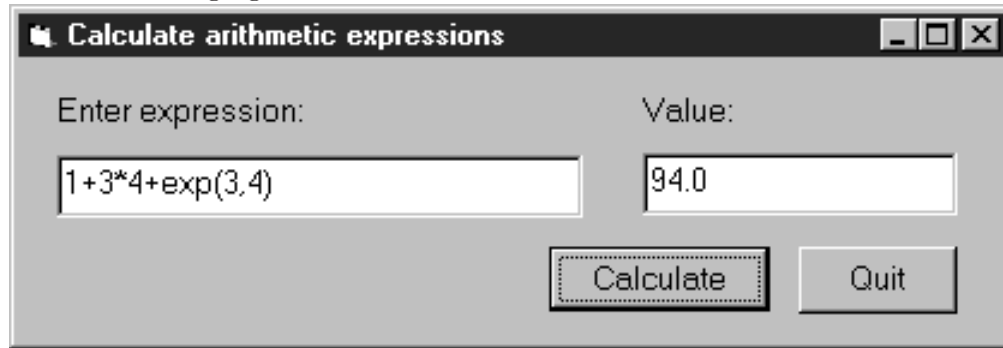 Calculate arithmetic expressions
Enter expression: Value:
1+3*4+exp(3,4) 94.0
Calculate Quit